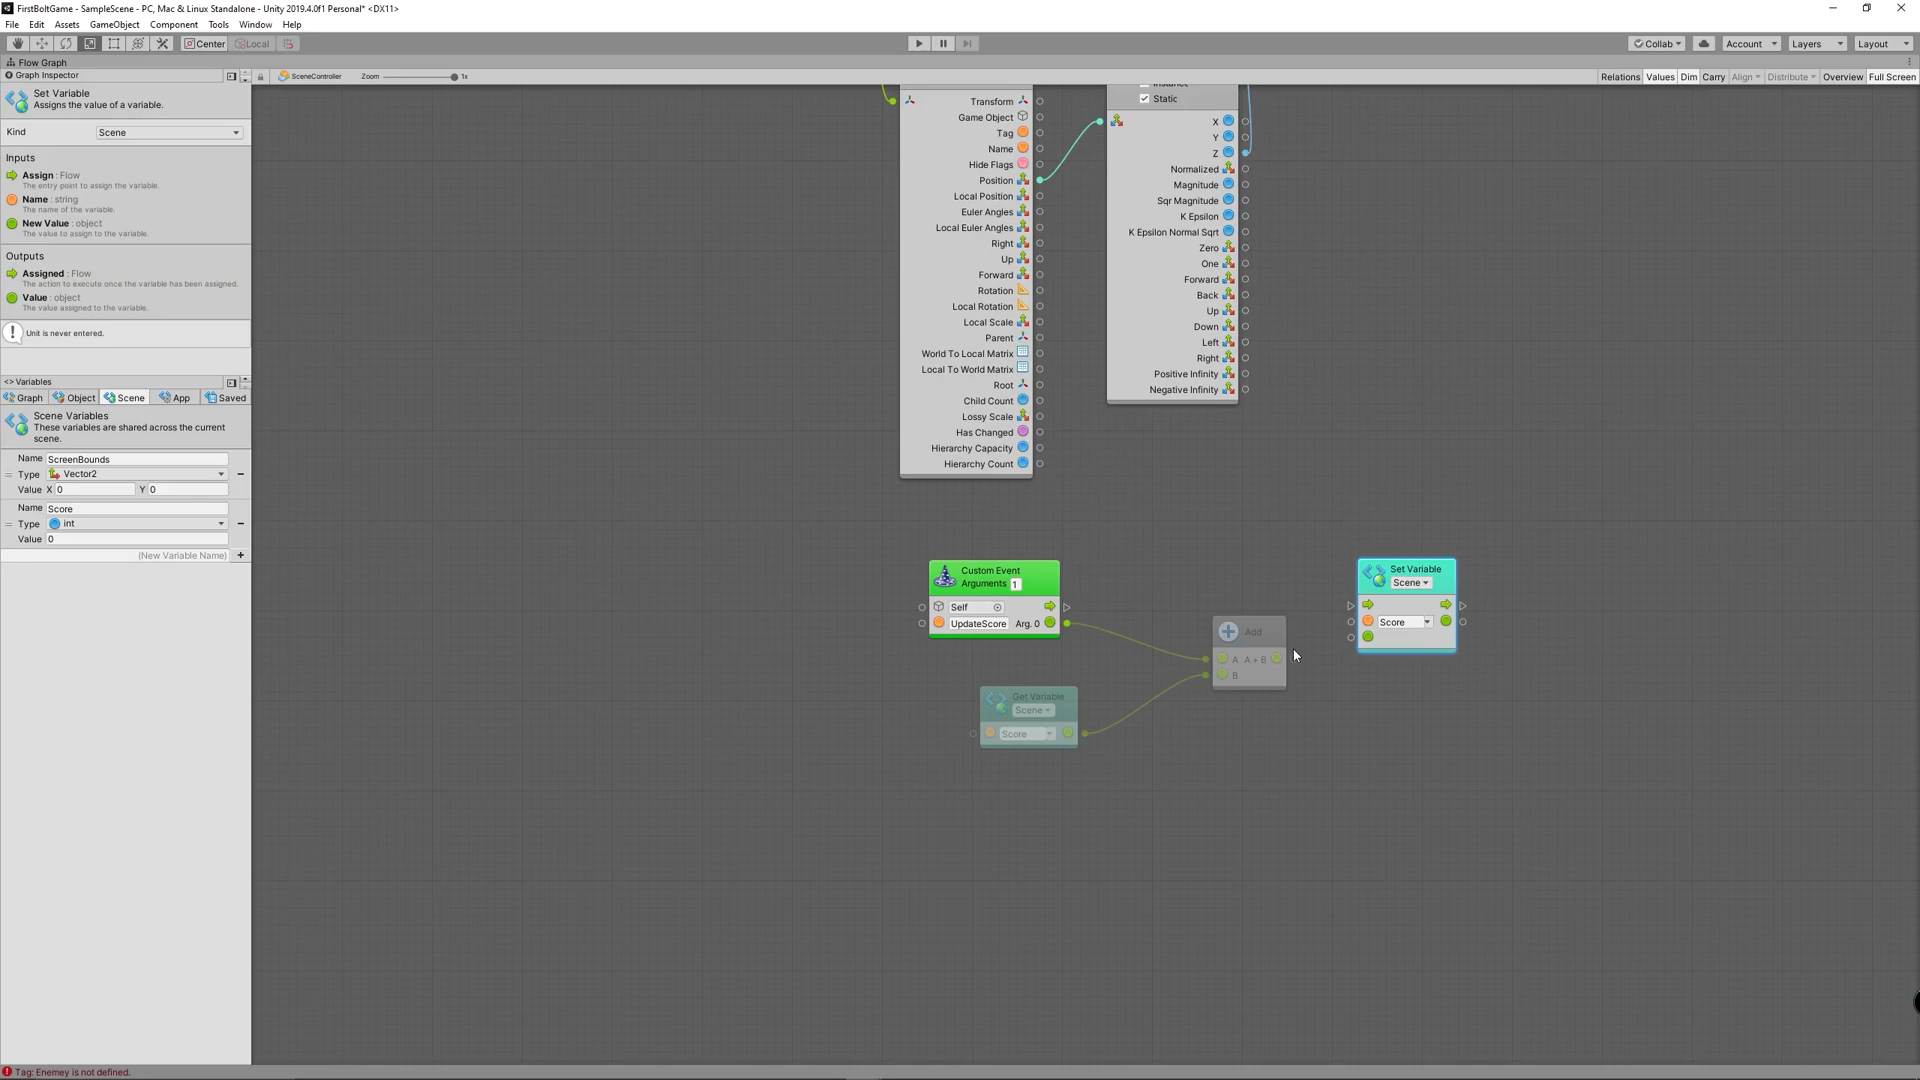 FirstBoltGame - SampleScene - PC, Mac & Linux Standalone - Unity 2019.4.0f1 Personal* <DX11>
File Edit Assets GameObject Component Tools Window Help
Center Local Collab Account Layers Layout
Flow Graph
Graph Inspector
SceneController Zoom 1x Relations Values Dim Carry Align Distribute Overview Full Screen
Set Variable
Assigns the value of a variable.
Kind Scene
Inputs
Assign : Flow
The entry point to assign the variable.
Name : string
The name of the variable.
New Value : object
The value to assign to the variable.
Outputs
Assigned : Flow
The action to execute once the variable has been assigned.
Value : object
The value assigned to the variable.
Unit is never entered.
<> Variables
Graph Object Scene App Saved
Scene Variables
These variables are shared across the current
scene.
Name ScreenBounds
Type Vector2
Value X 0 Y 0
Name Score
Type int
Value 0
(New Variable Name) +
Transform
Game Object
Tag
Name
Hide Flags
Position
Local Position
Euler Angles
Local Euler Angles
Right
Up
Forward
Rotation
Local Rotation
Local Scale
Parent
World To Local Matrix
Local To World Matrix
Root
Child Count
Lossy Scale
Has Changed
Hierarchy Capacity
Hierarchy Count
Instance
Static
X
Y
Z
Normalized
Magnitude
Sqr Magnitude
K Epsilon
K Epsilon Normal Sqrt
Zero
One
Forward
Back
Up
Down
Left
Right
Positive Infinity
Negative Infinity
Custom Event
Arguments 1
Self
UpdateScore Arg. 0
Get Variable
Scene
Score
Add
A A + B
B
Set Variable
Scene
Score
Tag: Enemey is not defined.